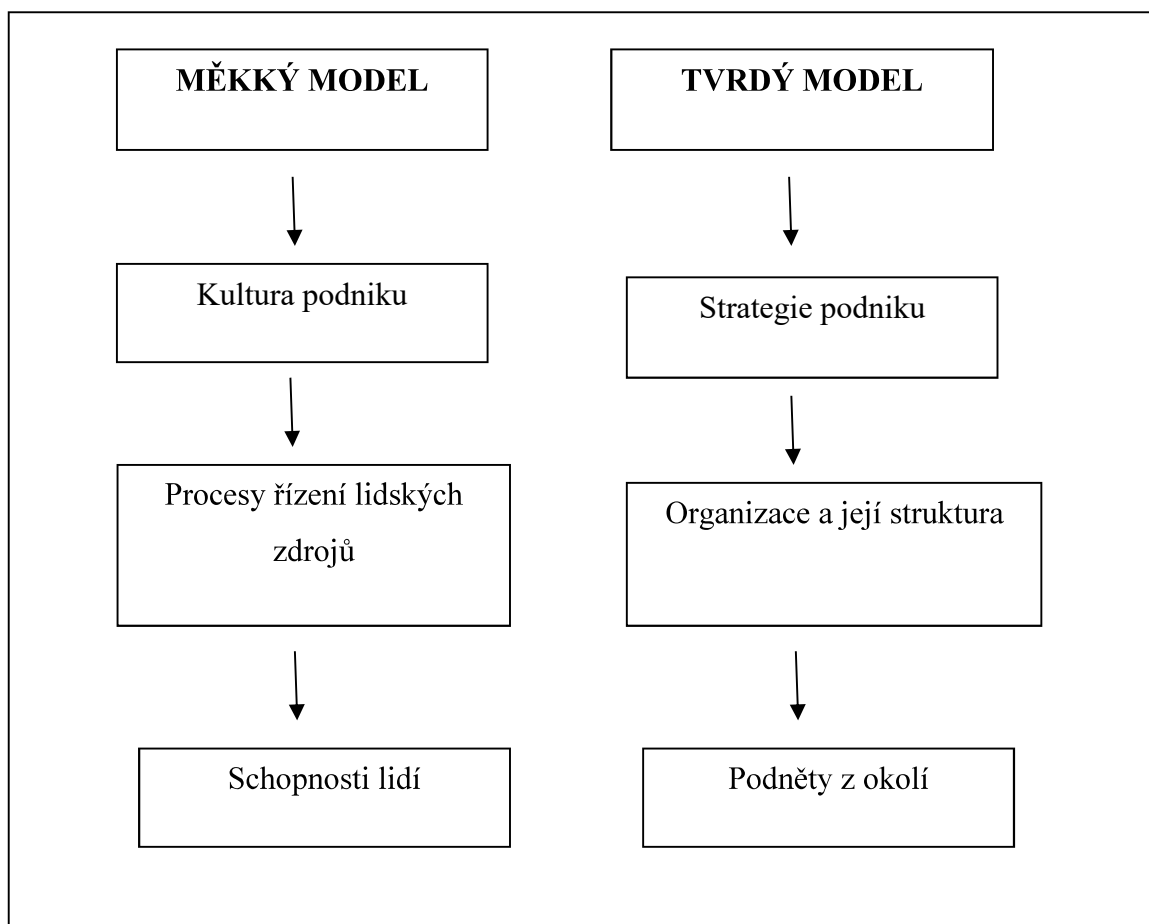 MĚKKÝ MODEL
TVRDÝ MODEL
Kultura podniku
Strategie podniku
Procesy řízení lidských
zdrojů
Organizace a její struktura
Schopnosti lidí
Podněty z okolí